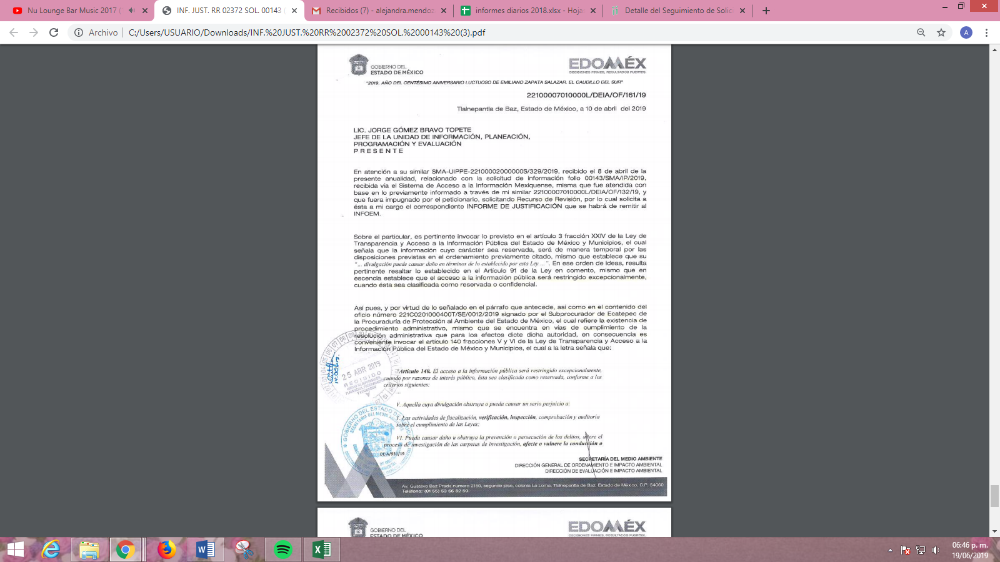 Nu Lounge Bar Music 2017 (
INF. JUST. RR 02372 SOL. 00143 (
Recibidos (7) - alejandra.mendoz
informes diarios 2018.xlsx - Hoja
Detalle del Seguimiento de Solic
Archivo
C:/Users/USUARIO/Downloads/INF.%20JUST.%20RR%2002372%20SOL.%2000143%20(3).pdf
A
GOBIERNO DEL
ESTADO DE MÉXICO
EDOMÉX
DECISIONES FIRMES, RESULTADOS FUERTES.
"2019. AÑO DEL CENTÉSIMO ANIVERSARIO LUCTUOSO DE EMILIANO ZAPATA SALAZAR. EL CAUDILLO DEL SUR"
22100007010000L/DEIA/OF/161/19
Tlalnepantla de Baz, Estado de México, a 10 de abril del 2019
LIC. JORGE GÓMEZ BRAVO TOPETE
JEFE DE LA UNIDAD DE INFORMACIÓN, PLANEACIÓN,
PROGRAMACIÓN Y EVALUACIÓN
P R E S E N T E
En atención a su similar SMA-UIPPE-22100002000000S/329/2019, recibido el 8 de abril de la
presente anualidad, relacionado con la solicitud de información folio 00143/SMA/IP/2019,
recibida vía el Sistema de Acceso a la Información Mexiquense, misma que fue atendida con
base en lo previamente informado a través de mi similar 22100007010000L/DEIA/OF/132/19, y
que fuera impugnado por el peticionario, solicitando Recurso de Revisión, por lo cual solicita a
ésta a mi cargo el correspondiente INFORME DE JUSTIFICACIÓN que se habrá de remitir al
INFOEM.
Sobre el particular, es pertinente invocar lo previsto en el artículo 3 fracción XXIV de la Ley de
Transparencia y Acceso a la Información Pública del Estado de México y Municipios, el cual
señala que la información cuyo carácter sea reservada, será de manera temporal por las
disposiciones previstas en el ordenamiento previamente citado, mismo que establece que su
"... divulgación puede causar daño en términos de lo establecido por esta Ley ...". En ese orden de ideas, resulta
pertinente resaltar lo establecido en el Artículo 91 de la Ley en comento, mismo que en
escencia establece que el acceso a la información pública será restringido excepcionalmente,
cuando ésta sea clasificada como reservada o confidencial.
Asi pues, y por virtud de lo señalado en el párrafo que antecede, así como en el contenido del
oficio número 221C0201000400T/SE/0012/2019 signado por el Subprocurador de Ecatepec de
la Procuraduría de Protección al Ambiente del Estado de México, el cual refiere la existencia de
procedimiento administrativo, mismo que se encuentra en vías de cumplimiento de la
resolución administrativa que para los efectos dicte dicha autoridad, en consecuencia es
conveniente invocar el artículo 140 fracciones V y VI de la Ley de Transparencia y Acceso a la
Información Pública del Estado de México y Municipios, el cual a la letra señala que:
25 ABR 2019
RECIBIDO
14:00 hrs.
"Artículo 140. El acceso a la información pública será restringido excepcionalmente,
cuando por razones de interés público, ésta sea clasificada como reservada, conforme a los
criterios siguientes:
...
V. Aquella cuya divulgación obstruya o pueda causar un serio perjuicio a:
1. Las actividades de fiscalización, verificación, inspección, comprobación y auditoría
sobre el cumplimiento de las Leyes;
VI. Pueda causar daño u obstruya la prevención o persecución de los delitos, altere el
proceso de investigación de las carpetas de investigación, afecte o vulnere la conducción o
DEIA/931/19
GOBIERNO DEL ESTADO DE MÉXICO
SECRETARÍA DEL MEDIO AMBIENTE
SECRETARÍA DEL MEDIO AMBIENTE
DIRECCIÓN GENERAL DE ORDENAMIENTO E IMPACTO AMBIENTAL
DIRECCIÓN DE EVALUACIÓN E IMPACTO AMBIENTAL
Av. Gustavo Baz Prada número 2160, segundo piso, colonia La Loma, Tlalnepantla de Baz, Estado de México, C.P. 54060
Teléfono: (01 55) 53 66 82 59.
GOBIERNO DEL
ESTADO DE MÉXICO
EDOMÉX
DECISIONES FIRMES, RESULTADOS FUERTES.
06:46 p. m.
19/06/2019